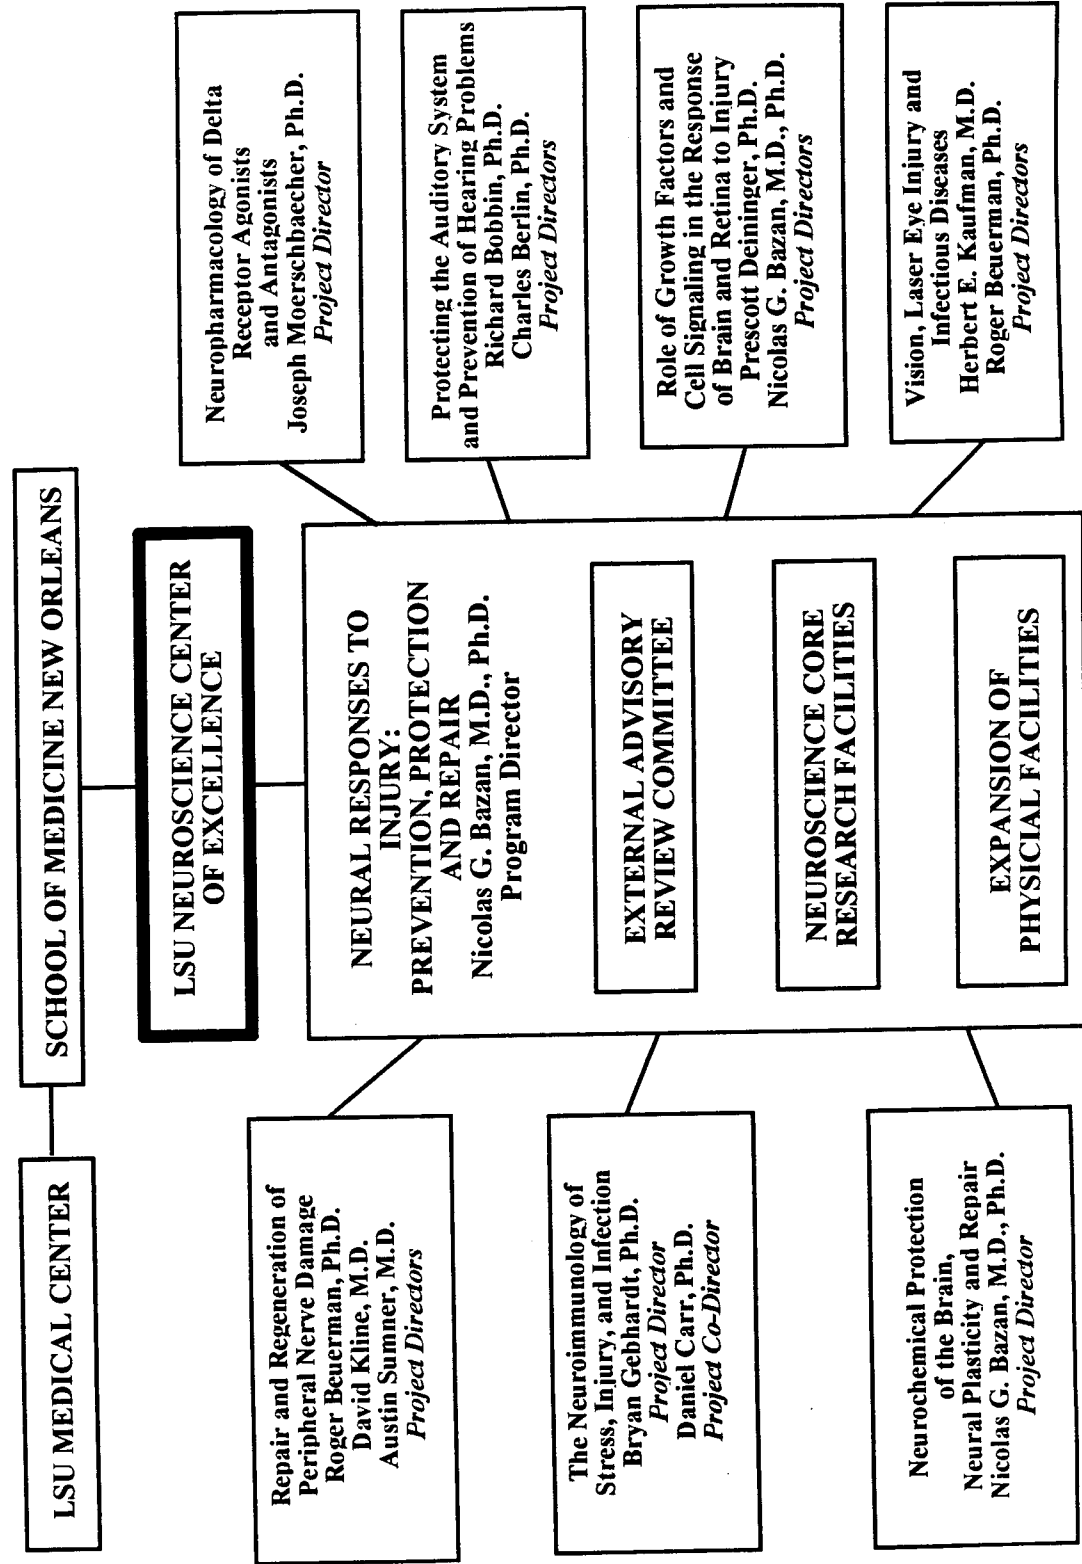 LSU MEDICAL CENTER
SCHOOL OF MEDICINE NEW ORLEANS
LSU NEUROSCIENCE CENTER
OF EXCELLENCE
Repair and Regeneration of
Peripheral Nerve Damage
Roger Beuerman, Ph.D.
David Kline, M.D.
Austin Sumner, M.D.
Project Directors
The Neuroimmunology of
Stress, Injury, and Infection
Bryan Gebhardt, Ph.D.
Project Director
Daniel Carr, Ph.D.
Project Co-Director
Neurochemical Protection
of the Brain,
Neural Plasticity and Repair
Nicolas G. Bazan, M.D., Ph.D.
Project Director
NEURAL RESPONSES TO
INJURY:
PREVENTION, PROTECTION
AND REPAIR
Nicolas G. Bazan, M.D., Ph.D.
Program Director
EXTERNAL ADVISORY
REVIEW COMMITTEE
NEUROSCIENCE CORE
RESEARCH FACILITIES
EXPANSION OF
PHYSICIAL FACILITIES
Neuropharmacology of Delta
Receptor Agonists
and Antagonists
Joseph Moerschbaecher, Ph.D.
Project Director
Protecting the Auditory System
and Prevention of Hearing Problems
Richard Bobbin, Ph.D.
Charles Berlin, Ph.D.
Project Directors
Role of Growth Factors and
Cell Signaling in the Response
of Brain and Retina to Injury
Prescott Deininger, Ph.D.
Nicolas G. Bazan, M.D., Ph.D.
Project Directors
Vision, Laser Eye Injury and
Infectious Diseases
Herbert E. Kaufman, M.D.
Roger Beuerman, Ph.D.
Project Directors